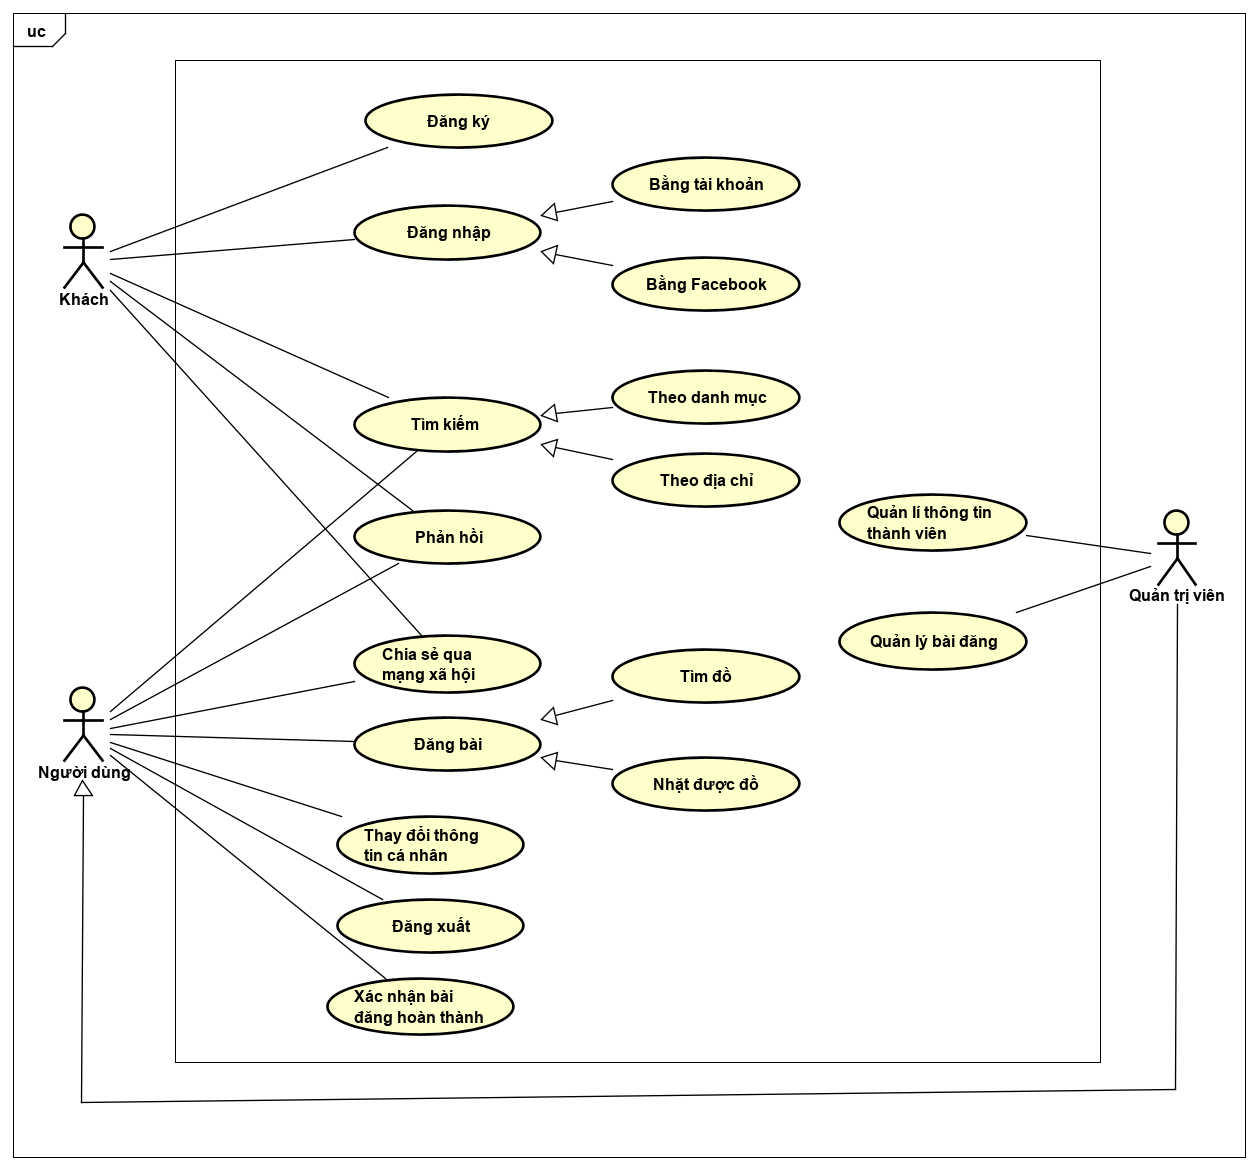 uc
Đăng ký
Bằng tài khoản
Đăng nhập
Bằng Facebook
Khách
Theo danh mục
Tìm kiếm
Theo địa chỉ
Quản lí thông tin
thành viên
Phản hồi
Quản trị viên
Quản lý bài đăng
Chia sẻ qua
mạng xã hội
Tìm đồ
Đăng bài
Người dùng
Nhặt được đồ
Thay đổi thông
tin cá nhân
Đăng xuất
Xác nhận bài
đăng hoàn thành